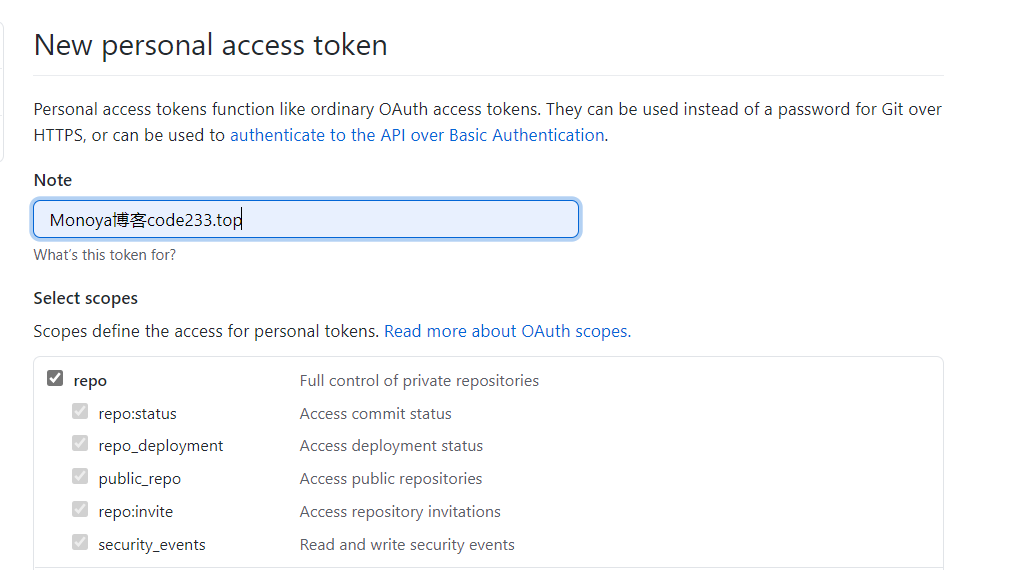 New personal access token
Personal access tokens function like ordinary OAuth access tokens. They can be used instead of a password for Git over
HTTPS, or can be used to authenticate to the API over Basic Authentication.
Note
Monoya博客code233.top
What's this token for?
Select scopes
Scopes define the access for personal tokens. Read more about OAuth scopes.
repo Full control of private repositories
repo:status Access commit status
repo_deployment Access deployment status
public_repo Access public repositories
repo:invite Access repository invitations
security_events Read and write security events